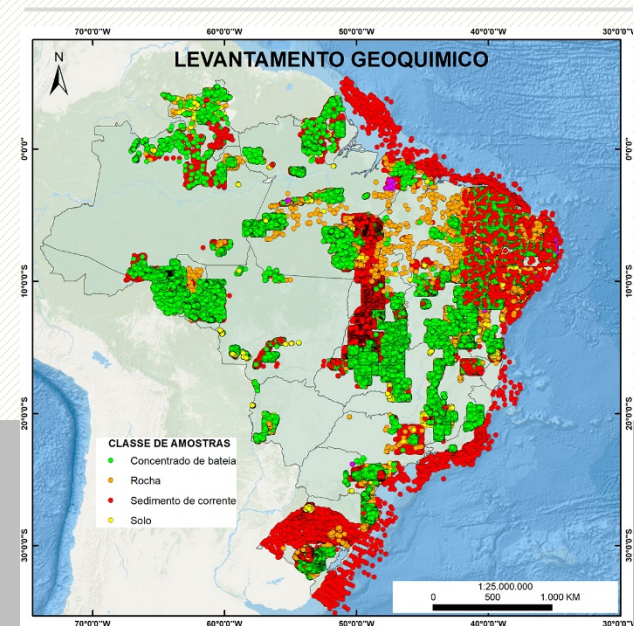 70°0'0"W 60°0'0"W 50°0'0"W 40°0'0"W 30°0'0"W
LEVANTAMENTO GEOQUIMICO
N
0°0'0" 0°0'0"
10°0'0"S 10°0'0"S
20°0'0"S 20°0'0"S
30°0'0"S 30°0'0"S
CLASSE DE AMOSTRAS
Concentrado de bateia
Rocha
Sedimento de corrente
Solo
1:25.000.000
0 500 1.000 KM
70°0'0"W 60°0'0"W 50°0'0"W 40°0'0"W 30°0'0"W